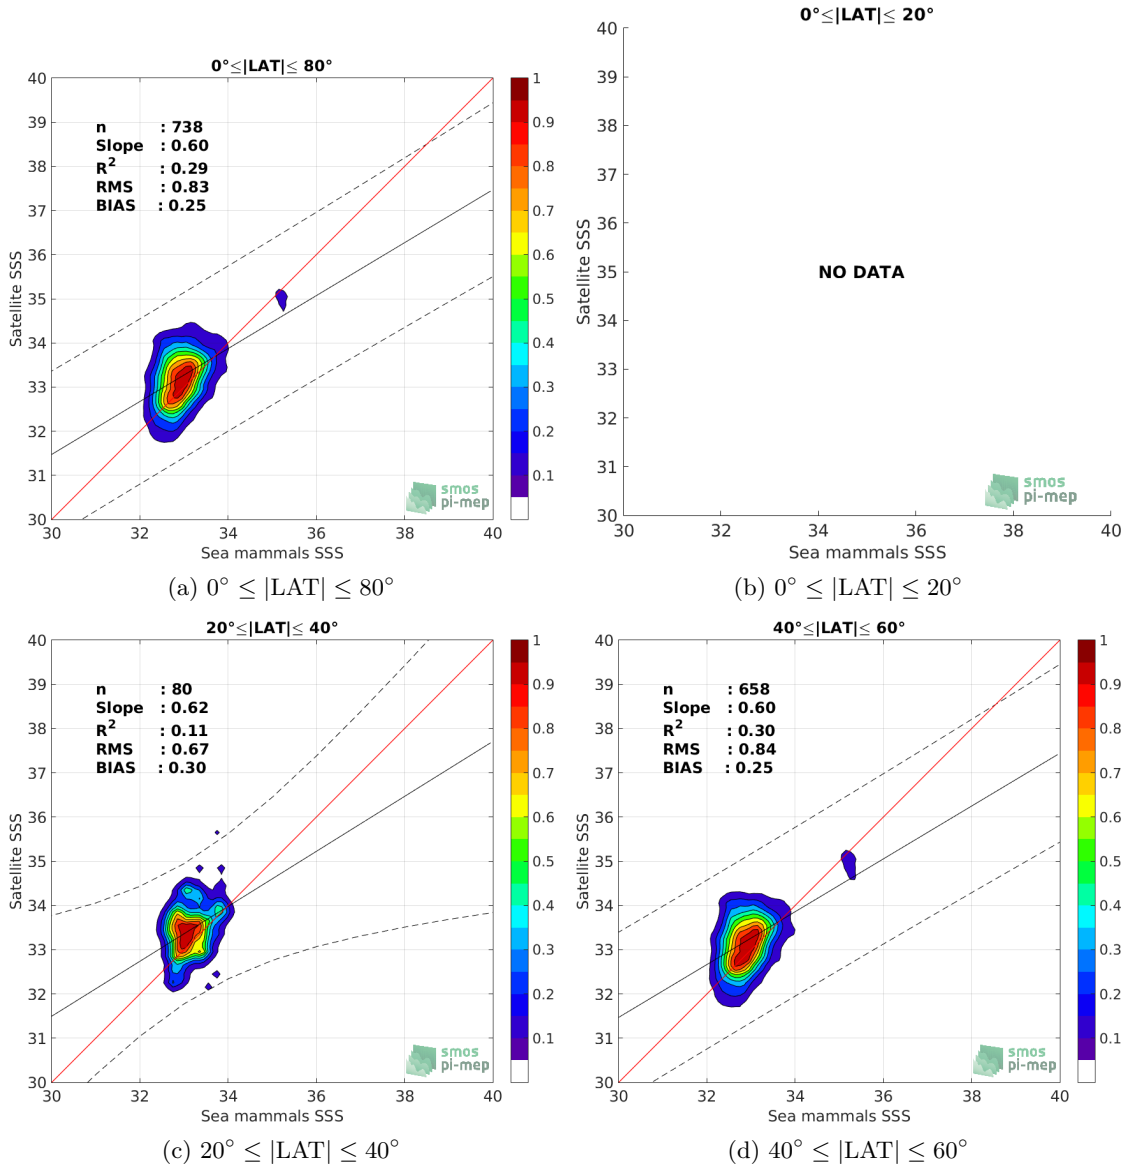 0°≤|LAT|≤ 80°
n : 738
Slope : 0.60
R² : 0.29
RMS : 0.83
BIAS : 0.25
40
39
38
37
36
35
34
33
32
31
30
30
32
34
36
38
40
Satellite SSS
Sea mammals SSS
1
0.9
0.8
0.7
0.6
0.5
0.4
0.3
0.2
0.1
smos
pi-mep
(a) 0° ≤ |LAT| ≤ 80°
0°≤|LAT|≤ 20°
40
39
38
37
36
35
34
33
32
31
30
30
32
34
36
38
40
Satellite SSS
Sea mammals SSS
NO DATA
smos
pi-mep
(b) 0° ≤ |LAT| ≤ 20°
20°≤|LAT|≤ 40°
n : 80
Slope : 0.62
R² : 0.11
RMS : 0.67
BIAS : 0.30
40
39
38
37
36
35
34
33
32
31
30
30
32
34
36
38
40
Satellite SSS
Sea mammals SSS
1
0.9
0.8
0.7
0.6
0.5
0.4
0.3
0.2
0.1
smos
pi-mep
(c) 20° ≤ |LAT| ≤ 40°
40°≤|LAT|≤ 60°
n : 658
Slope : 0.60
R² : 0.30
RMS : 0.84
BIAS : 0.25
40
39
38
37
36
35
34
33
32
31
30
30
32
34
36
38
40
Satellite SSS
Sea mammals SSS
1
0.9
0.8
0.7
0.6
0.5
0.4
0.3
0.2
0.1
smos
pi-mep
(d) 40° ≤ |LAT| ≤ 60°